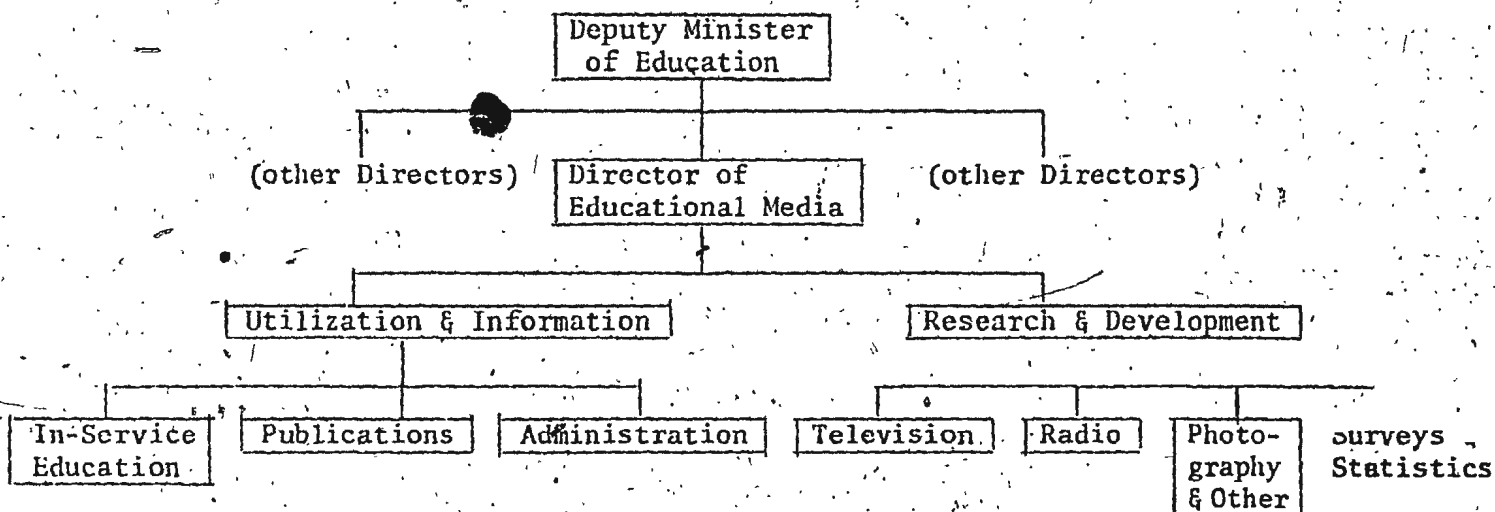 Deputy Minister
of Education
(other Directors)
Director of
Educational Media
(other Directors)
Utilization & Information
Research & Development
In-Service
Education
Publications
Administration
Television
Radio
Photo-
graphy
& Other
Surveys
Statistics